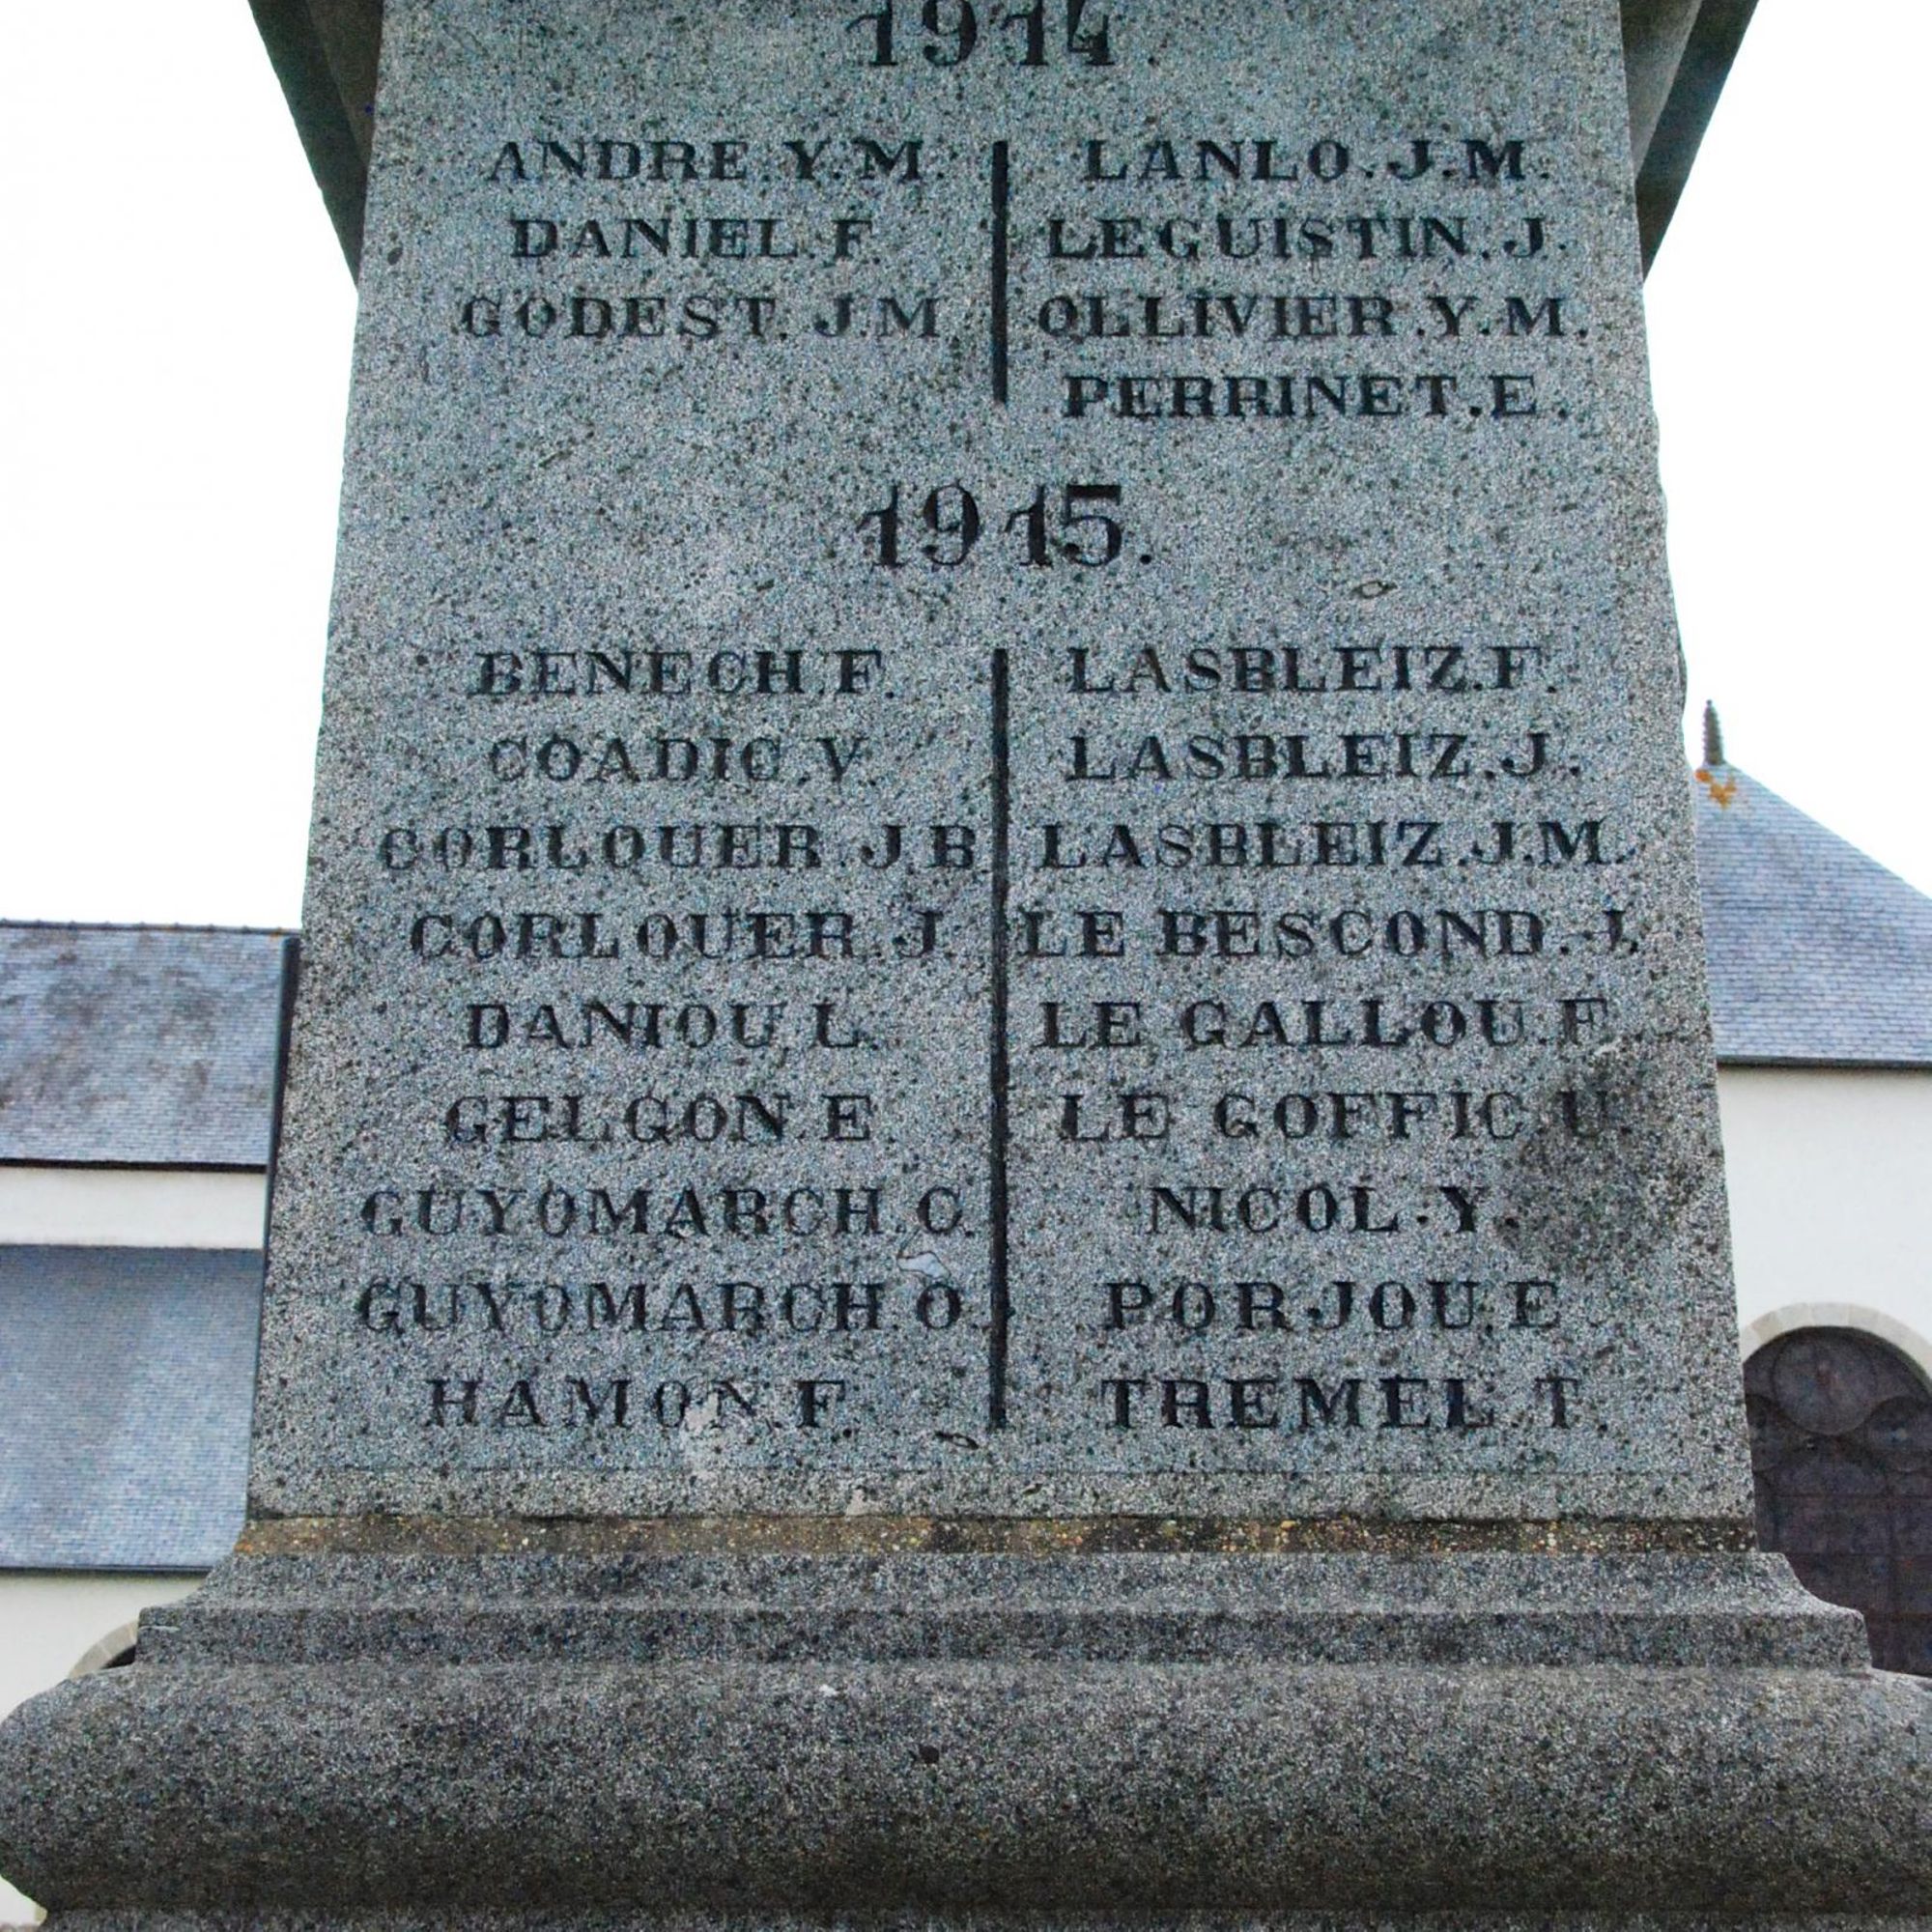 1914.
ANDRE.Y.M.
DANIEL.F.
GODEST.J.M
LANLO.J.M.
LEGUISTIN.J.
OLLIVIER.Y.M.
PERRINET.E.
1915.
BENECH.F.
COADIC.V.
CORLOUER.J.B
CORLOUER.J.
DANIOU.L.
GELGON.E.
GUYOMARCH.C.
GUYOMARCH.O.
HAMON.F
LASBLEIZ.F.
LASBLEIZ.J.
LASBLEIZ.J.M.
LE BESCOND.J.
LE GALLOU.F.
LE GOFFIC.U.
NICOL.Y.
PORJOU.E
TREMEL.T.